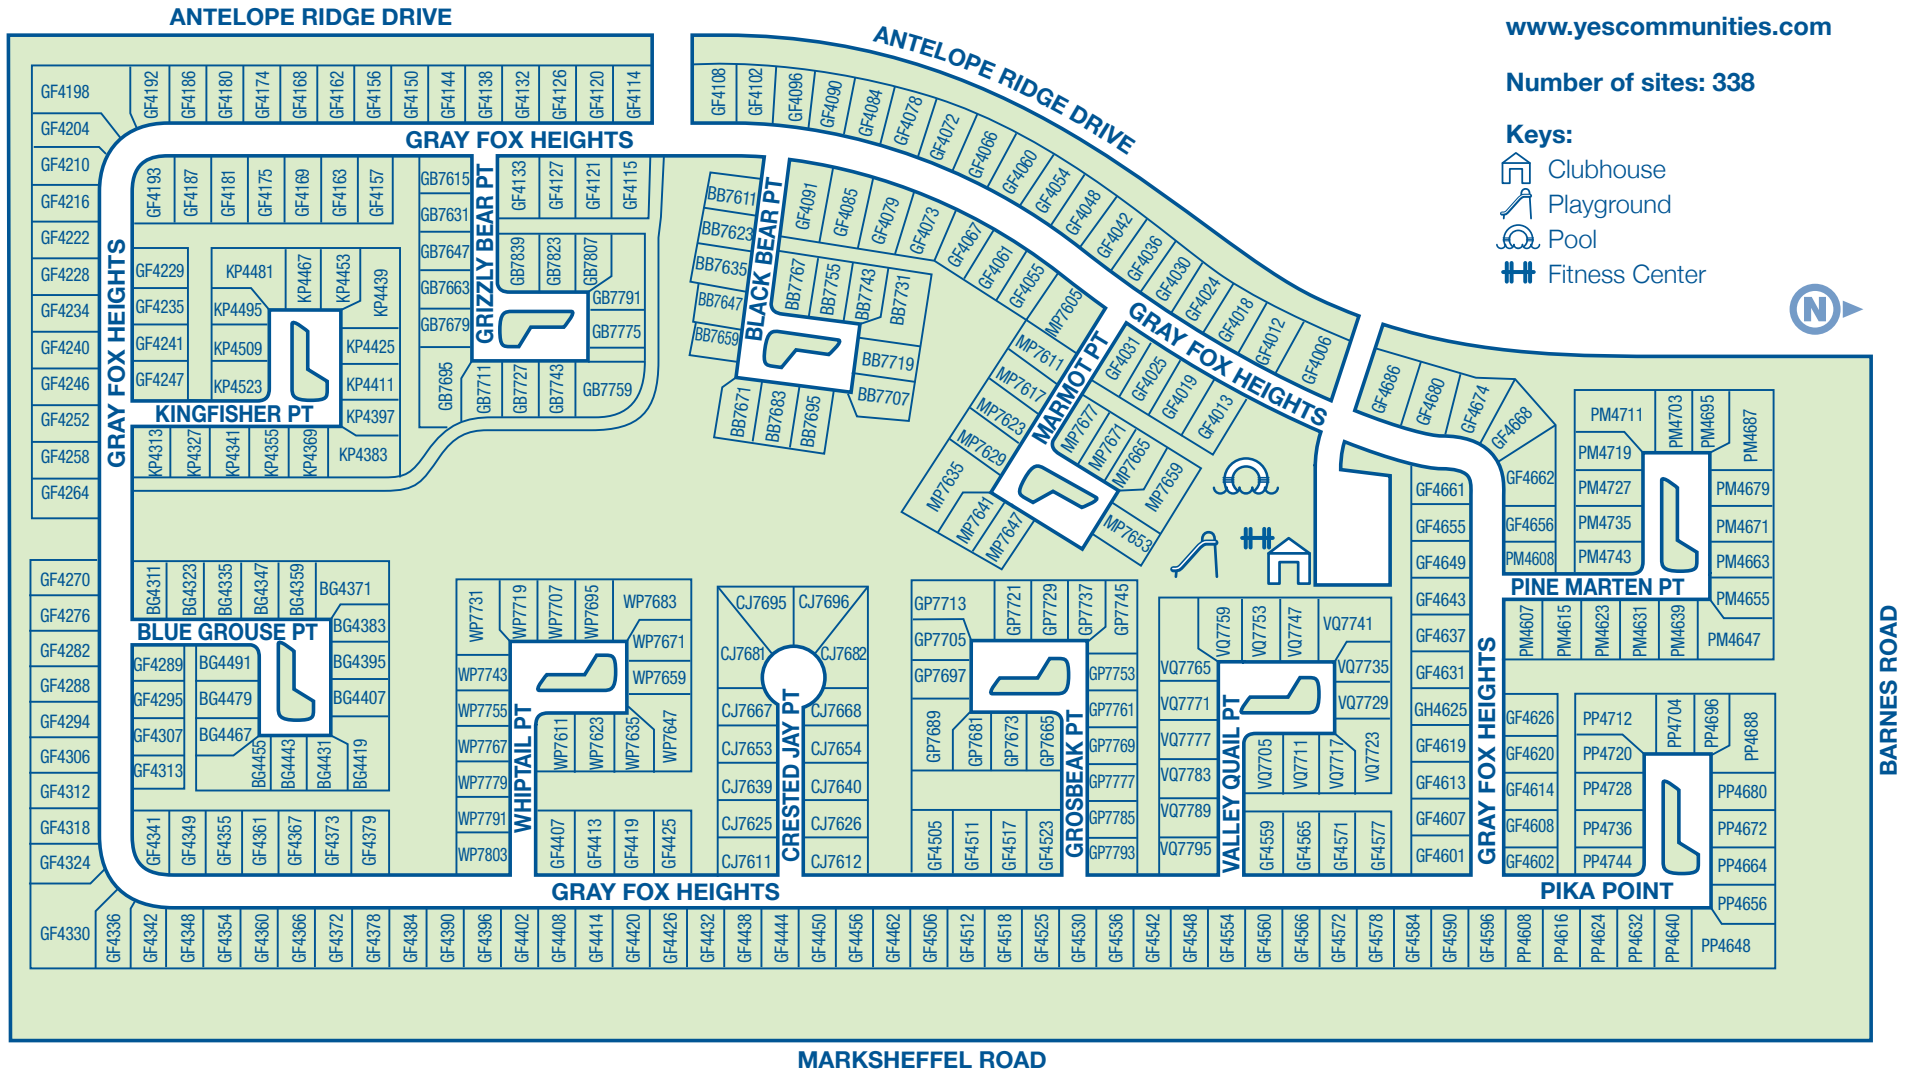 ANTELOPE RIDGE DRIVE
ANTELOPE RIDGE DRIVE
www.yescommunities.com
Number of sites: 338
Keys:
Clubhouse
Playground
Pool
Fitness Center
N
GF4198
GF4192
GF4186
GF4180
GF4174
GF4168
GF4162
GF4156
GF4150
GF4144
GF4138
GF4132
GF4126
GF4120
GF4114
GF4108
GF4102
GF4096
GF4090
GF4084
GF4078
GF4072
GF4066
GF4060
GF4054
GF4048
GF4042
GF4036
GF4030
GF4024
GF4018
GF4012
GF4006
GRAY FOX HEIGHTS
GF4204
GF4210
GF4216
GF4222
GF4228
GF4234
GF4240
GF4246
GF4252
GF4258
GF4264
GRAY FOX HEIGHTS
GF4193
GF4187
GF4181
GF4175
GF4169
GF4163
GF4157
GF4229
GF4235
GF4241
GF4247
KP4481
KP4467
KP4453
KP4439
KP4495
KP4509
KP4523
KP4425
KP4411
KP4397
KP4383
KINGFISHER PT
KP4313
KP4327
KP4341
KP4355
KP4369
GB7615
GB7631
GB7647
GB7663
GB7679
GB7695
GRIZZLY BEAR PT
GF4133
GF4127
GF4121
GF4115
GB7839
GB7823
GB7807
GB7791
GB7775
GB7759
GB7711
GB7727
GB7743
BB7611
BB7623
BB7635
BB7647
BB7659
BLACK BEAR PT
GF4091
GF4085
GF4079
GF4073
GF4067
GF4061
GF4055
BB7767
BB7755
BB7743
BB7731
BB7719
BB7707
BB7671
BB7683
BB7695
MP7605
MP7611
MP7617
MP7623
MP7629
MP7635
MP7641
MP7647
MARMOT PT
GRAY FOX HEIGHTS
GF4031
GF4025
GF4019
GF4013
MP7677
MP7671
MP7665
MP7659
MP7653
GF4686
GF4680
GF4674
GF4668
GF4662
GF4656
PM4608
PM4711
PM4703
PM4695
PM4687
PM4719
PM4727
PM4735
PM4743
PM4679
PM4671
PM4663
PM4655
PM4647
PINE MARTEN PT
PM4607
PM4615
PM4623
PM4631
PM4639
GF4661
GF4655
GF4649
GF4643
GF4637
GF4631
GH4625
GF4619
GF4613
GF4607
GF4601
GRAY FOX HEIGHTS
GF4626
GF4620
GF4614
GF4608
GF4602
PP4712
PP4704
PP4696
PP4688
PP4720
PP4728
PP4736
PP4744
PP4680
PP4672
PP4664
PP4656
PP4648
PIKA POINT
BARNES ROAD
GF4270
GF4276
GF4282
GF4288
GF4294
GF4306
GF4312
GF4318
GF4324
GF4330
BG4311
BG4323
BG4335
BG4347
BG4359
BG4371
BG4383
BG4395
BG4407
BLUE GROUSE PT
GF4289
GF4295
GF4307
GF4313
BG4491
BG4479
BG4467
BG4455
BG4443
BG4431
BG4419
GF4341
GF4349
GF4355
GF4361
GF4367
GF4373
GF4379
WP7731
WP7719
WP7707
WP7695
WP7683
WP7671
WP7659
WP7743
WP7755
WP7767
WP7779
WP7791
WP7803
WHIPTAIL PT
WP7611
WP7623
WP7635
WP7647
GF4407
GF4413
GF4419
GF4425
CJ7695
CJ7696
CJ7681
CJ7682
CJ7667
CJ7668
CJ7653
CJ7654
CJ7639
CJ7640
CJ7625
CJ7626
CJ7611
CJ7612
CRESTED JAY PT
GP7713
GP7721
GP7729
GP7737
GP7745
GP7705
GP7697
GP7689
GP7681
GP7673
GP7665
GP7753
GP7761
GP7769
GP7777
GP7785
GP7793
GROSBEAK PT
GF4505
GF4511
GF4517
GF4523
VQ7759
VQ7753
VQ7747
VQ7741
VQ7735
VQ7729
VQ7723
VQ7765
VQ7771
VQ7777
VQ7783
VQ7789
VQ7795
VALLEY QUAIL PT
VQ7705
VQ7711
VQ7717
GF4559
GF4565
GF4571
GF4577
GRAY FOX HEIGHTS
GF4336
GF4342
GF4348
GF4354
GF4360
GF4366
GF4372
GF4378
GF4384
GF4390
GF4396
GF4402
GF4408
GF4414
GF4420
GF4426
GF4432
GF4438
GF4444
GF4450
GF4456
GF4462
GF4506
GF4512
GF4518
GF4525
GF4530
GF4536
GF4542
GF4548
GF4554
GF4560
GF4566
GF4572
GF4578
GF4584
GF4590
GF4596
PP4608
PP4616
PP4624
PP4632
PP4640
MARKSHEFFEL ROAD